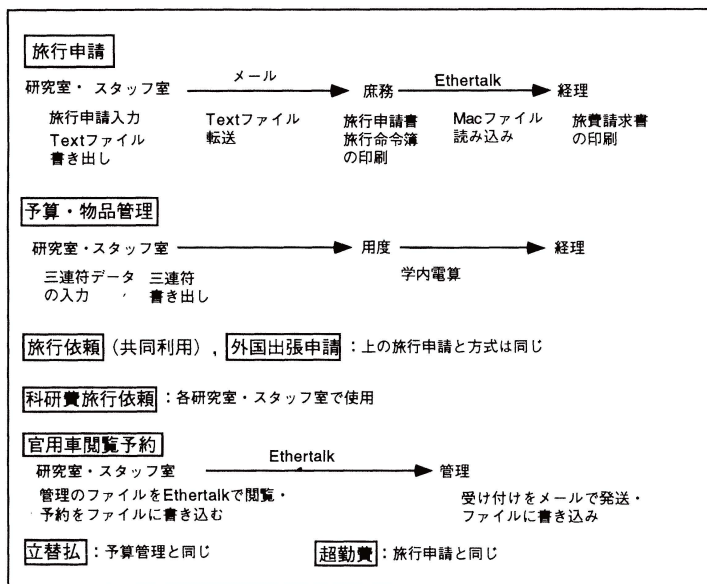 旅行申請
研究室・スタッフ室 メール 庶務 Ethertalk 経理
旅行申請入力 Textファイル 旅行申請書 Macファイル 旅費請求書
Textファイル 転送 旅行命令簿 読み込み の印刷
書き出し の印刷
予算・物品管理
研究室・スタッフ室 用度 経理
三連符データ 三連符 学内電算
の入力 書き出し
旅行依頼（共同利用）, 外国出張申請：上の旅行申請と方式は同じ
科研費旅行依頼：各研究室・スタッフ室で使用
官用車閲覧予約
研究室・スタッフ室 Ethertalk 管理
管理のファイルをEthertalkで閲覧・ 受け付けをメールで発送・
予約をファイルに書き込む ファイルに書き込み
立替払：予算管理と同じ 超勤費：旅行申請と同じ